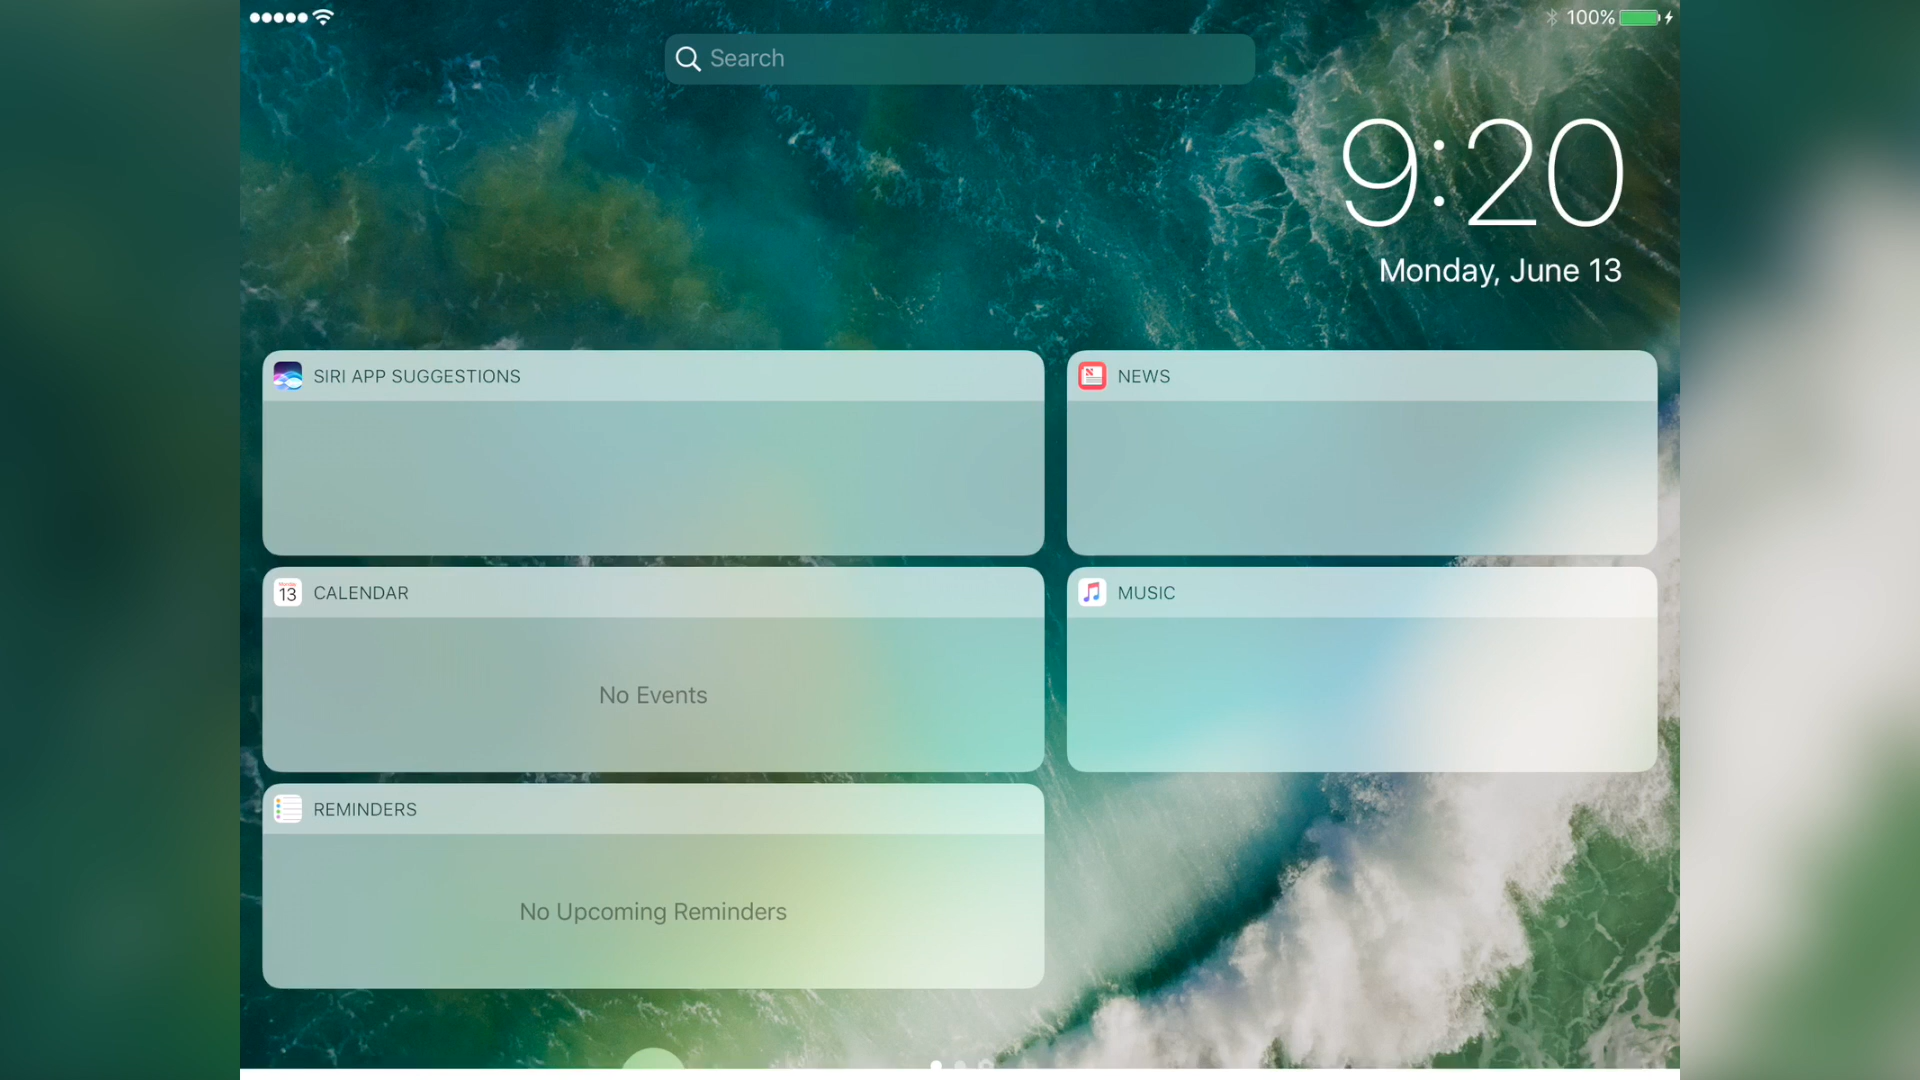 100%
Search
9:20
Monday, June 13
SIRI APP SUGGESTIONS
NEWS
Monday
13
CALENDAR
MUSIC
No Events
REMINDERS
No Upcoming Reminders